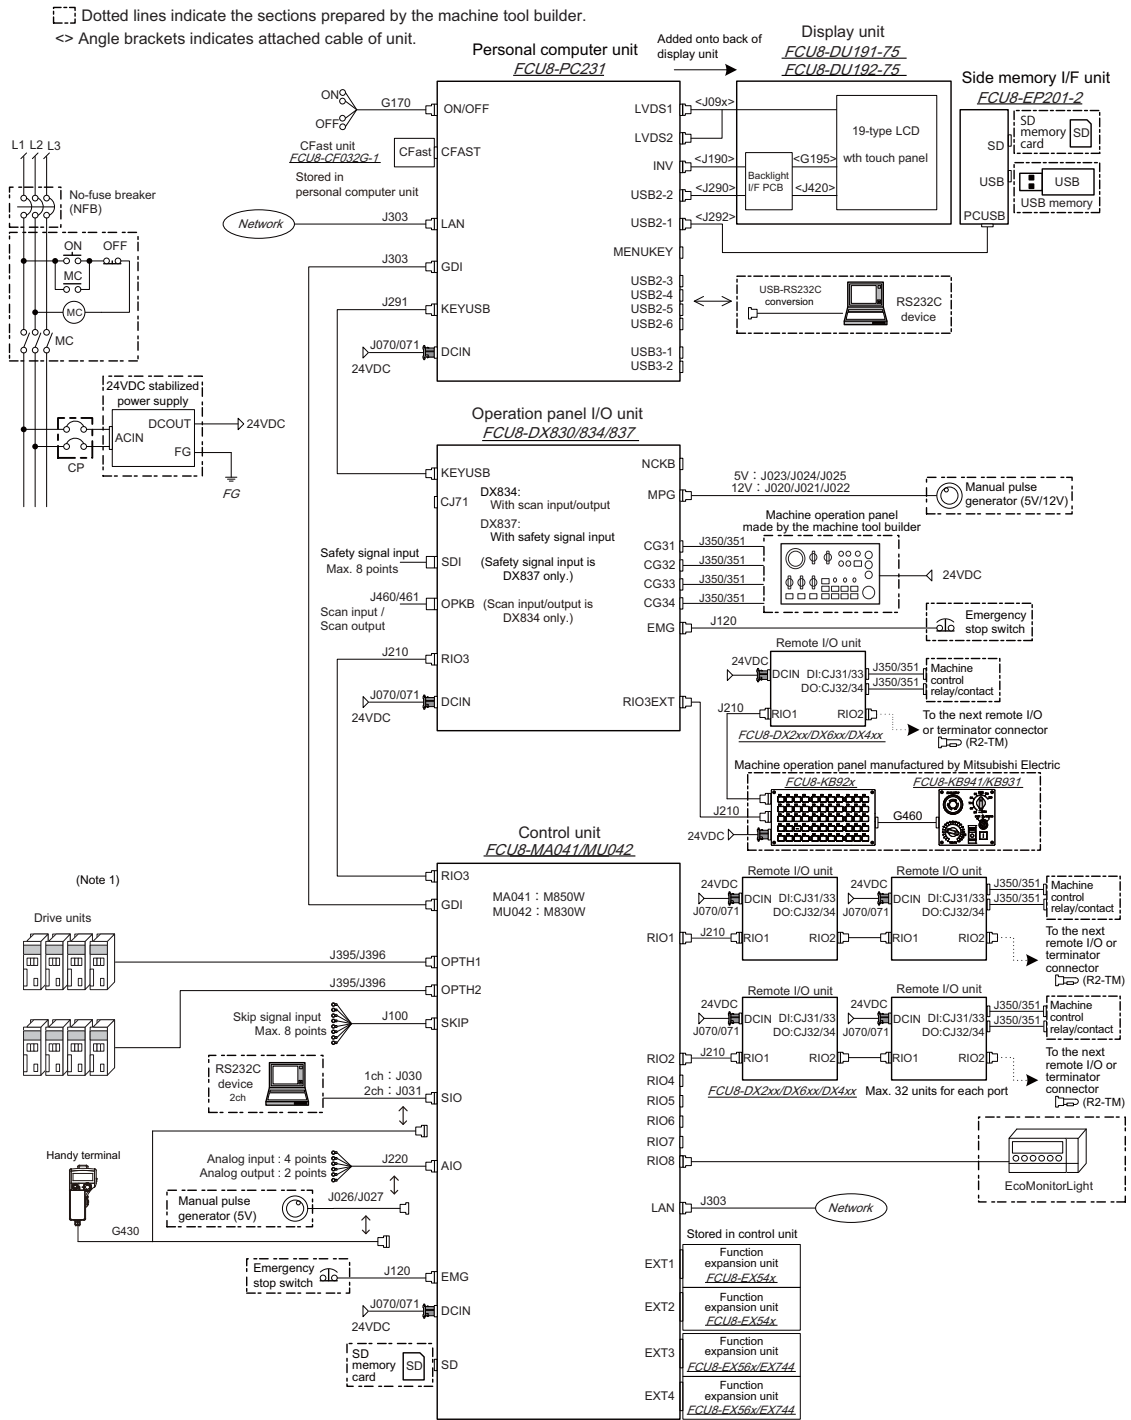 Dotted lines indicate the sections prepared by the machine tool builder.
<> Angle brackets indicates attached cable of unit.
Personal computer unit
FCU8-PC231
Added onto back of
display unit
Display unit
FCU8-DU191-75
FCU8-DU192-75
Side memory I/F unit
FCU8-EP201-2
L1 L2 L3
No-fuse breaker
(NFB)
ON OFF
MC
MC
MC
24VDC stabilized
power supply
DCOUT
24VDC
ACIN
FG
FG
CP
ON
OFF
G170
ON/OFF
CFast unit
FCU8-CF032G-1
CFast
CFAST
Stored in
personal computer unit
Network
J303
LAN
J303
GDI
J291
KEYUSB
J070/071
24VDC
DCIN
LVDS1
<J09x>
LVDS2
INV
<J190>
<G195>
USB2-2
<J290>
<J420>
Backlight
I/F PCB
19-type LCD
wth touch panel
USB2-1
<J292>
MENUKEY
USB2-3
USB2-4
USB2-5
USB2-6
USB3-1
USB3-2
USB-RS232C
conversion
RS232C
device
SD
SD
memory
card
SD
USB
USB
USB memory
PCUSB
Operation panel I/O unit
FCU8-DX830/834/837
KEYUSB
CJ71
DX834:
With scan input/output
DX837:
With safety signal input
Safety signal input
Max. 8 points
SDI
(Safety signal input is
DX837 only.)
J460/461
Scan input /
Scan output
OPKB
(Scan input/output is
DX834 only.)
J210
RIO3
J070/071
24VDC
DCIN
NCKB
MPG
5V : J023/J024/J025
12V : J020/J021/J022
Manual pulse
generator (5V/12V)
Machine operation panel
made by the machine tool builder
CG31
J350/351
CG32
J350/351
CG33
J350/351
CG34
J350/351
24VDC
EMG
J120
Emergency
stop switch
Remote I/O unit
24VDC
DCIN
DI:CJ31/33
DO:CJ32/34
J350/351
J350/351
Machine
control
relay/contact
RIO3EXT
J210
RIO1
RIO2
To the next remote I/O
or terminator connector
(R2-TM)
FCU8-DX2xx/DX6xx/DX4xx
Machine operation panel manufactured by Mitsubishi Electric
FCU8-KB92x
FCU8-KB941/KB931
J210
24VDC
G460
Control unit
FCU8-MA041/MU042
RIO3
GDI
MA041 : M850W
MU042 : M830W
(Note 1)
Drive units
J395/J396
OPTH1
J395/J396
OPTH2
Skip signal input
Max. 8 points
J100
SKIP
RS232C
device
2ch
1ch : J030
2ch : J031
SIO
Handy terminal
G430
Analog input : 4 points
Analog output : 2 points
J220
AIO
Manual pulse
generator (5V)
J026/J027
Emergency
stop switch
J120
EMG
J070/071
24VDC
DCIN
SD
memory
card
SD
SD
Remote I/O unit
Remote I/O unit
24VDC
J070/071
DCIN
DI:CJ31/33
DO:CJ32/34
24VDC
J070/071
DCIN
DI:CJ31/33
DO:CJ32/34
J350/351
J350/351
Machine
control
relay/contact
RIO1
J210
RIO1
RIO2
RIO1
RIO2
To the next
remote I/O or
terminator
connector
(R2-TM)
Remote I/O unit
Remote I/O unit
24VDC
J070/071
DCIN
DI:CJ31/33
DO:CJ32/34
24VDC
J070/071
DCIN
DI:CJ31/33
DO:CJ32/34
J350/351
J350/351
Machine
control
relay/contact
RIO2
J210
RIO1
RIO2
RIO1
RIO2
To the next
remote I/O or
terminator
connector
(R2-TM)
FCU8-DX2xx/DX6xx/DX4xx
Max. 32 units for each port
RIO4
RIO5
RIO6
RIO7
RIO8
EcoMonitorLight
LAN
J303
Network
Stored in control unit
EXT1
Function
expansion unit
FCU8-EX54x
EXT2
Function
expansion unit
FCU8-EX54x
EXT3
Function
expansion unit
FCU8-EX56x/EX744
EXT4
Function
expansion unit
FCU8-EX56x/EX744